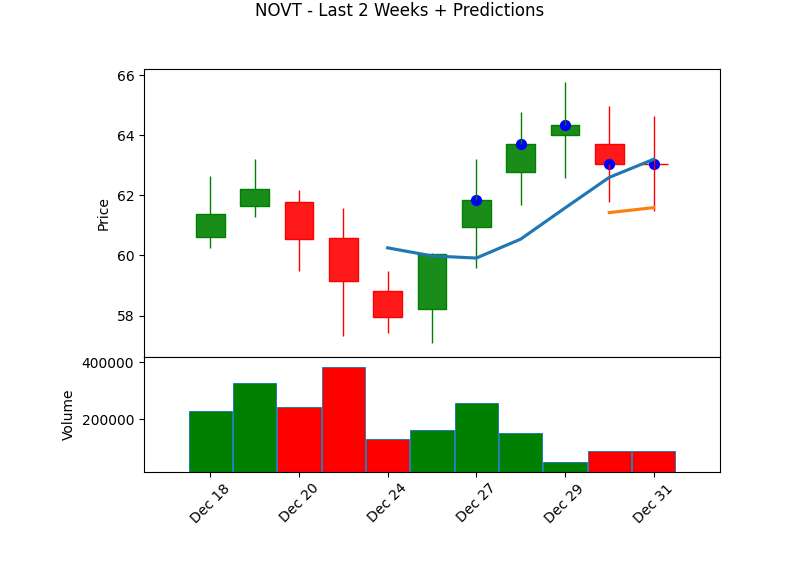 NOVT - Last 2 Weeks + Predictions
66
64
62
60
58
Price
400000
200000
Volume
Dec 18
Dec 20
Dec 24
Dec 27
Dec 29
Dec 31